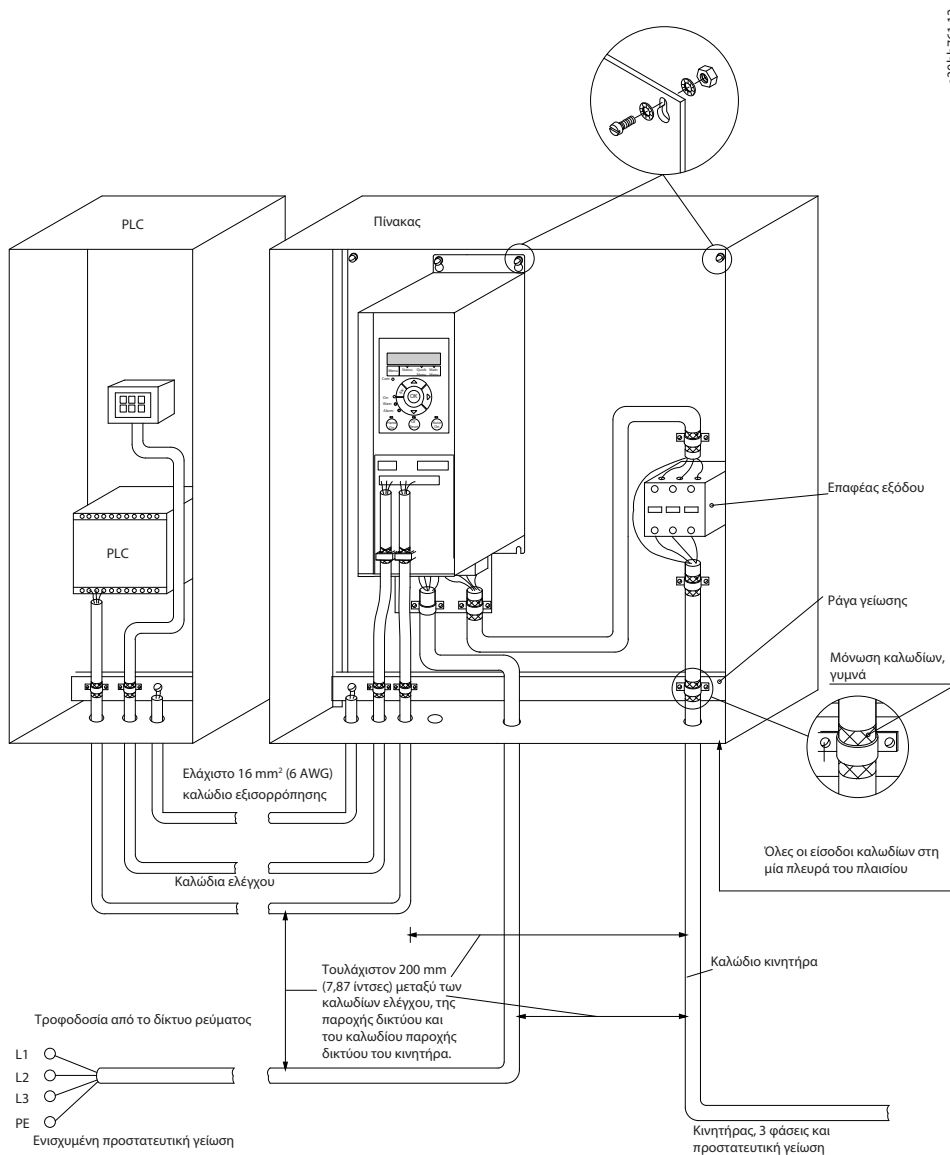 PLC
Πίνακας
OK
PLC
Επαφέας εξόδου
Ράγα γείωσης
Μόνωση καλωδίων,
γυμνά
Ελάχιστο 16 mm² (6 AWG)
καλώδιο εξισορρόπησης
Καλώδια ελέγχου
Όλες οι είσοδοι καλωδίων στη
μία πλευρά του πλαισίου
Τουλάχιστον 200 mm
(7,87 ίντσες) μεταξύ των
καλωδίων ελέγχου, της
παροχής δικτύου και
του καλωδίου παροχής
δικτύου του κινητήρα.
Καλώδιο κινητήρα
Τροφοδοσία από το δίκτυο ρεύματος
L1
L2
L3
PE
Ενισχυμένη προστατευτική γείωση
Κινητήρας, 3 φάσεις και
προστατευτική γείωση